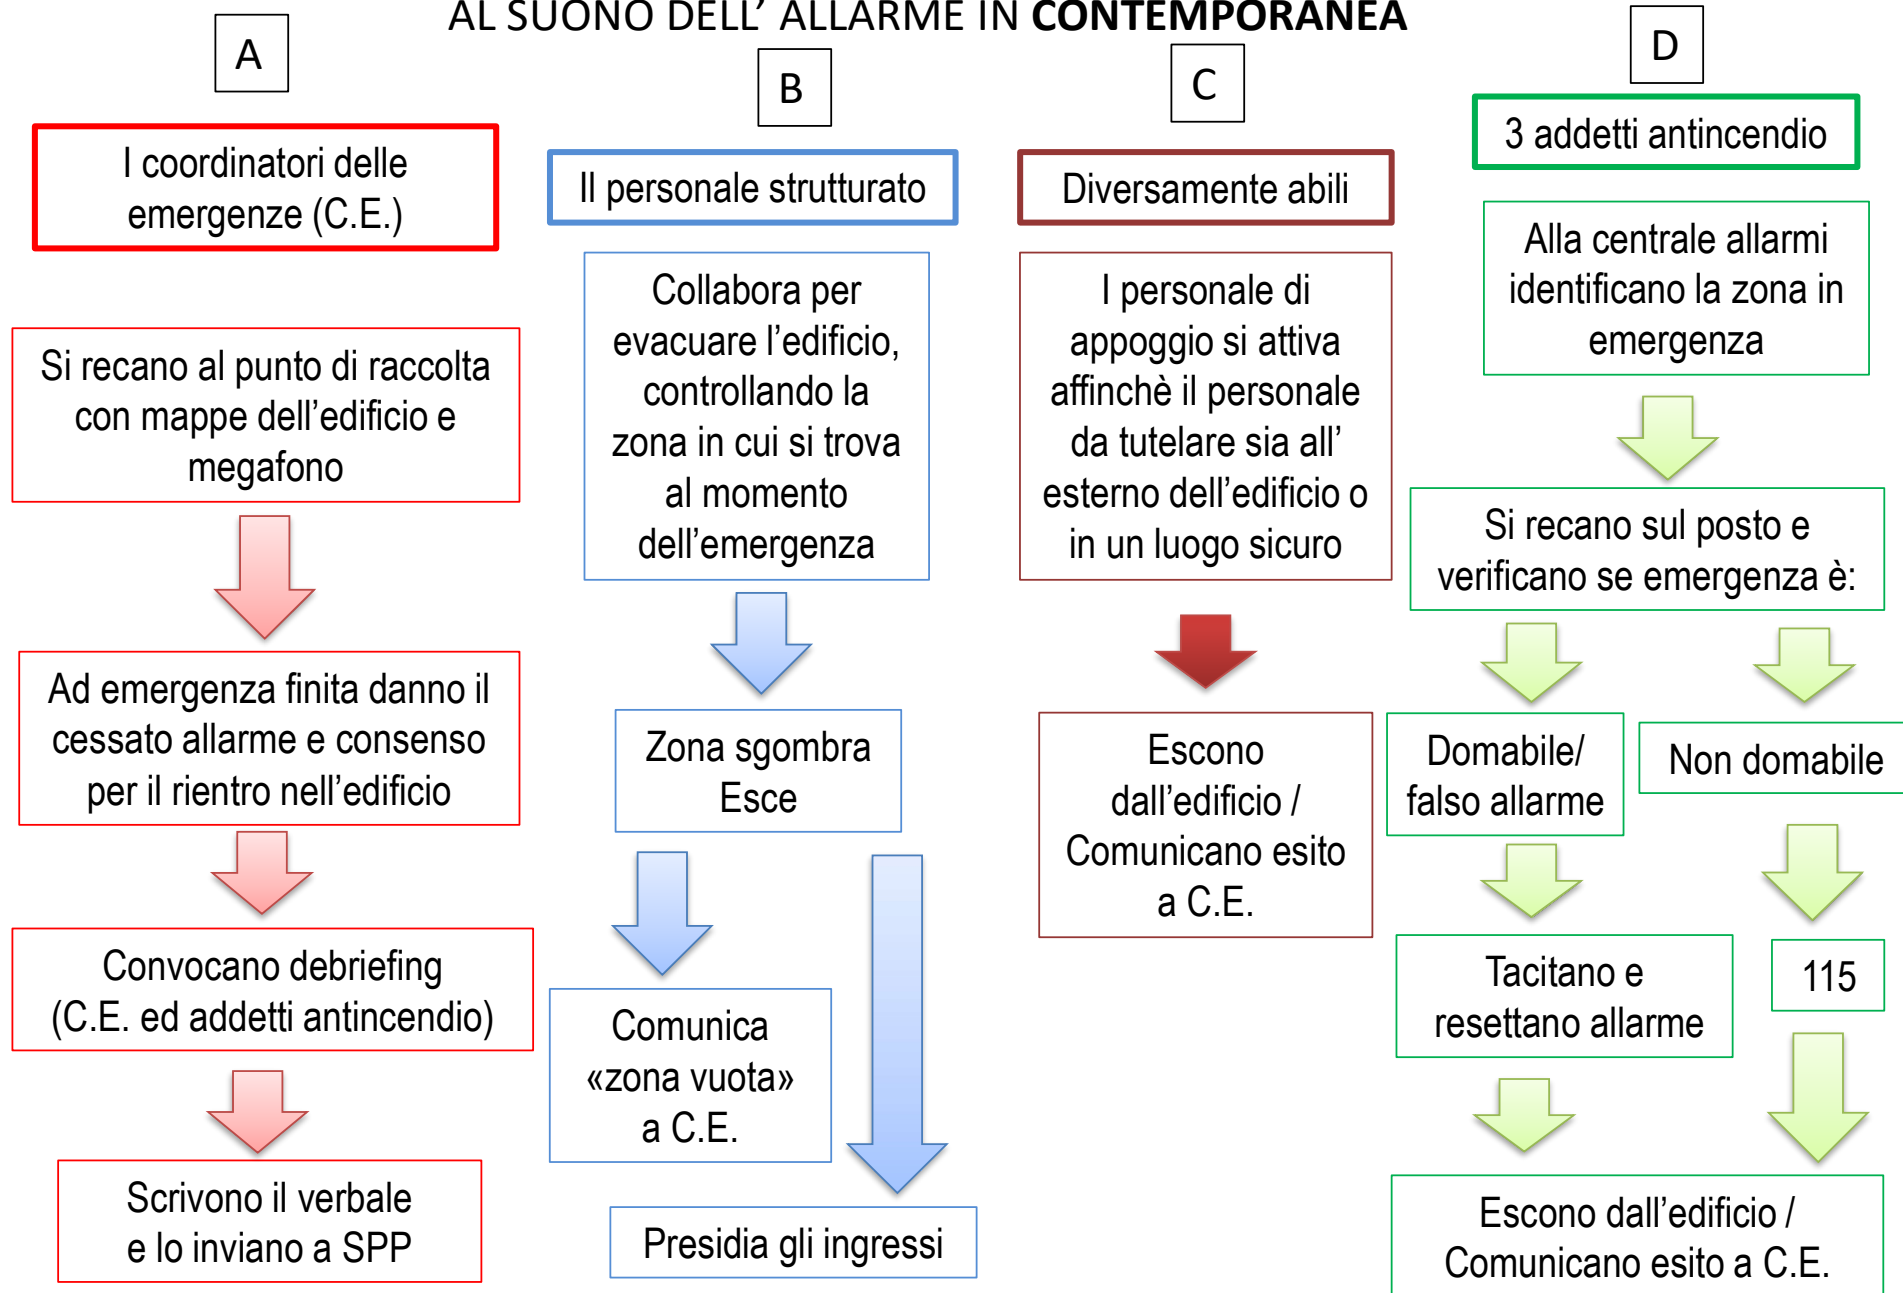 AL SUONO DELL’ ALLARME IN CONTEMPORANEA
A
I coordinatori delle
emergenze (C.E.)
Si recano al punto di raccolta
con mappe dell’edificio e
megafono
Ad emergenza finita danno il
cessato allarme e consenso
per il rientro nell’edificio
Convocano debriefing
(C.E. ed addetti antincendio)
Scrivono il verbale
e lo inviano a SPP
B
Il personale strutturato
Collabora per
evacuare l’edificio,
controllando la
zona in cui si trova
al momento
dell’emergenza
Zona sgombra
Esce
Comunica
«zona vuota»
a C.E.
Presidia gli ingressi
C
Diversamente abili
I personale di
appoggio si attiva
affinchè il personale
da tutelare sia all’
esterno dell’edificio o
in un luogo sicuro
Escono
dall’edificio /
Comunicano esito
a C.E.
D
3 addetti antincendio
Alla centrale allarmi
identificano la zona in
emergenza
Si recano sul posto e
verificano se emergenza è:
Domabile/
falso allarme
Non domabile
Tacitano e
resettano allarme
115
Escono dall’edificio /
Comunicano esito a C.E.